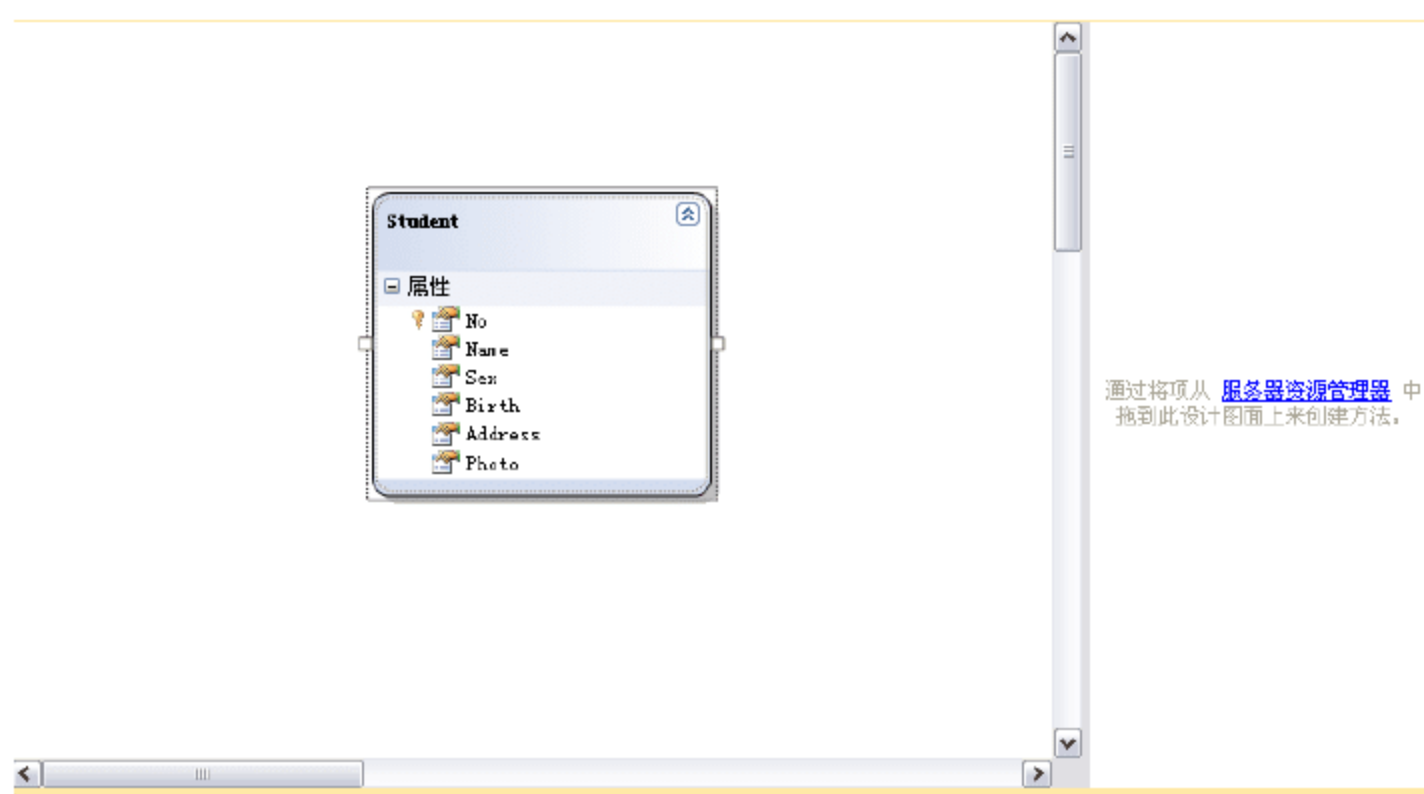 Student
属性
No
Name
Sex
Birth
Address
Photo
通过将项从 服务器资源管理器 中
拖到此设计图面上来创建方法。